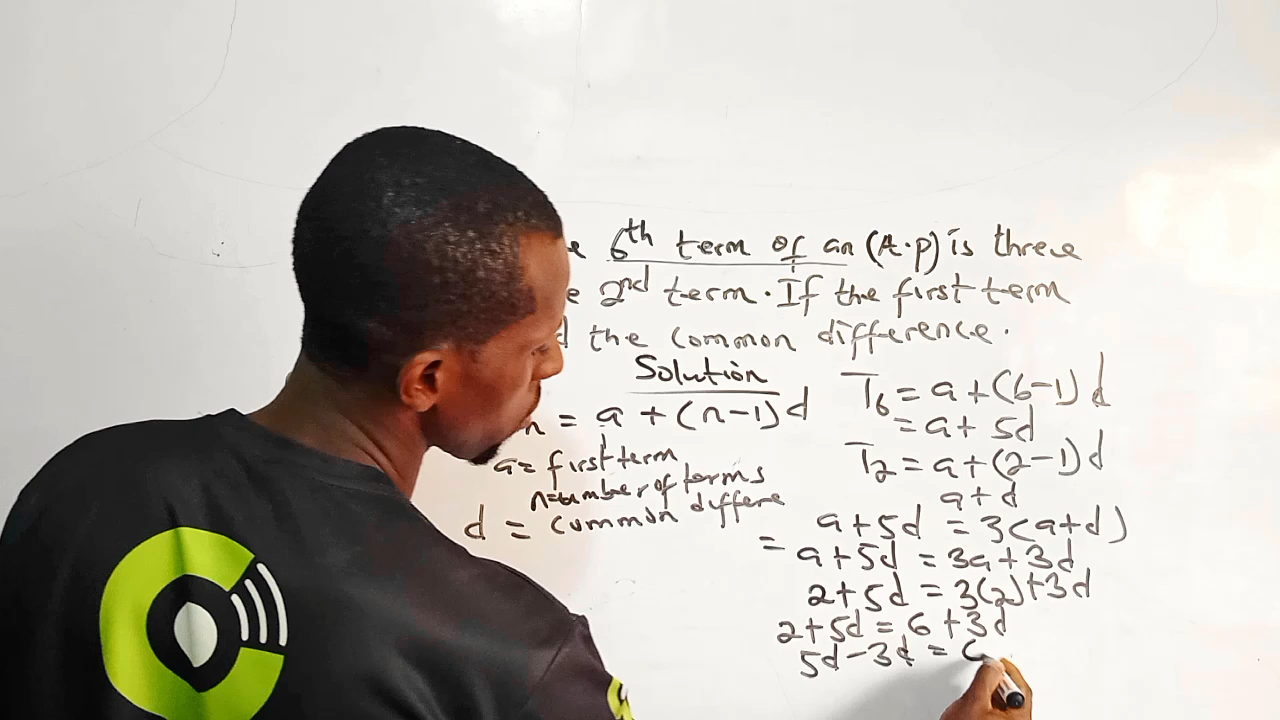 6th term of an (A.p) is three
2nd term. If the first term
the common difference.
Solution
n = a + (n-1)d
a = first term
n=number of terms
d = common differe
T6 = a+(6-1)d
= a+ 5d
T2 = a+(2-1)d
a+d
a+5d = 3(a+d)
= a+5d = 3a+3d
2+5d = 3(2)+3d
2+5d = 6 +3d
5d-3d =